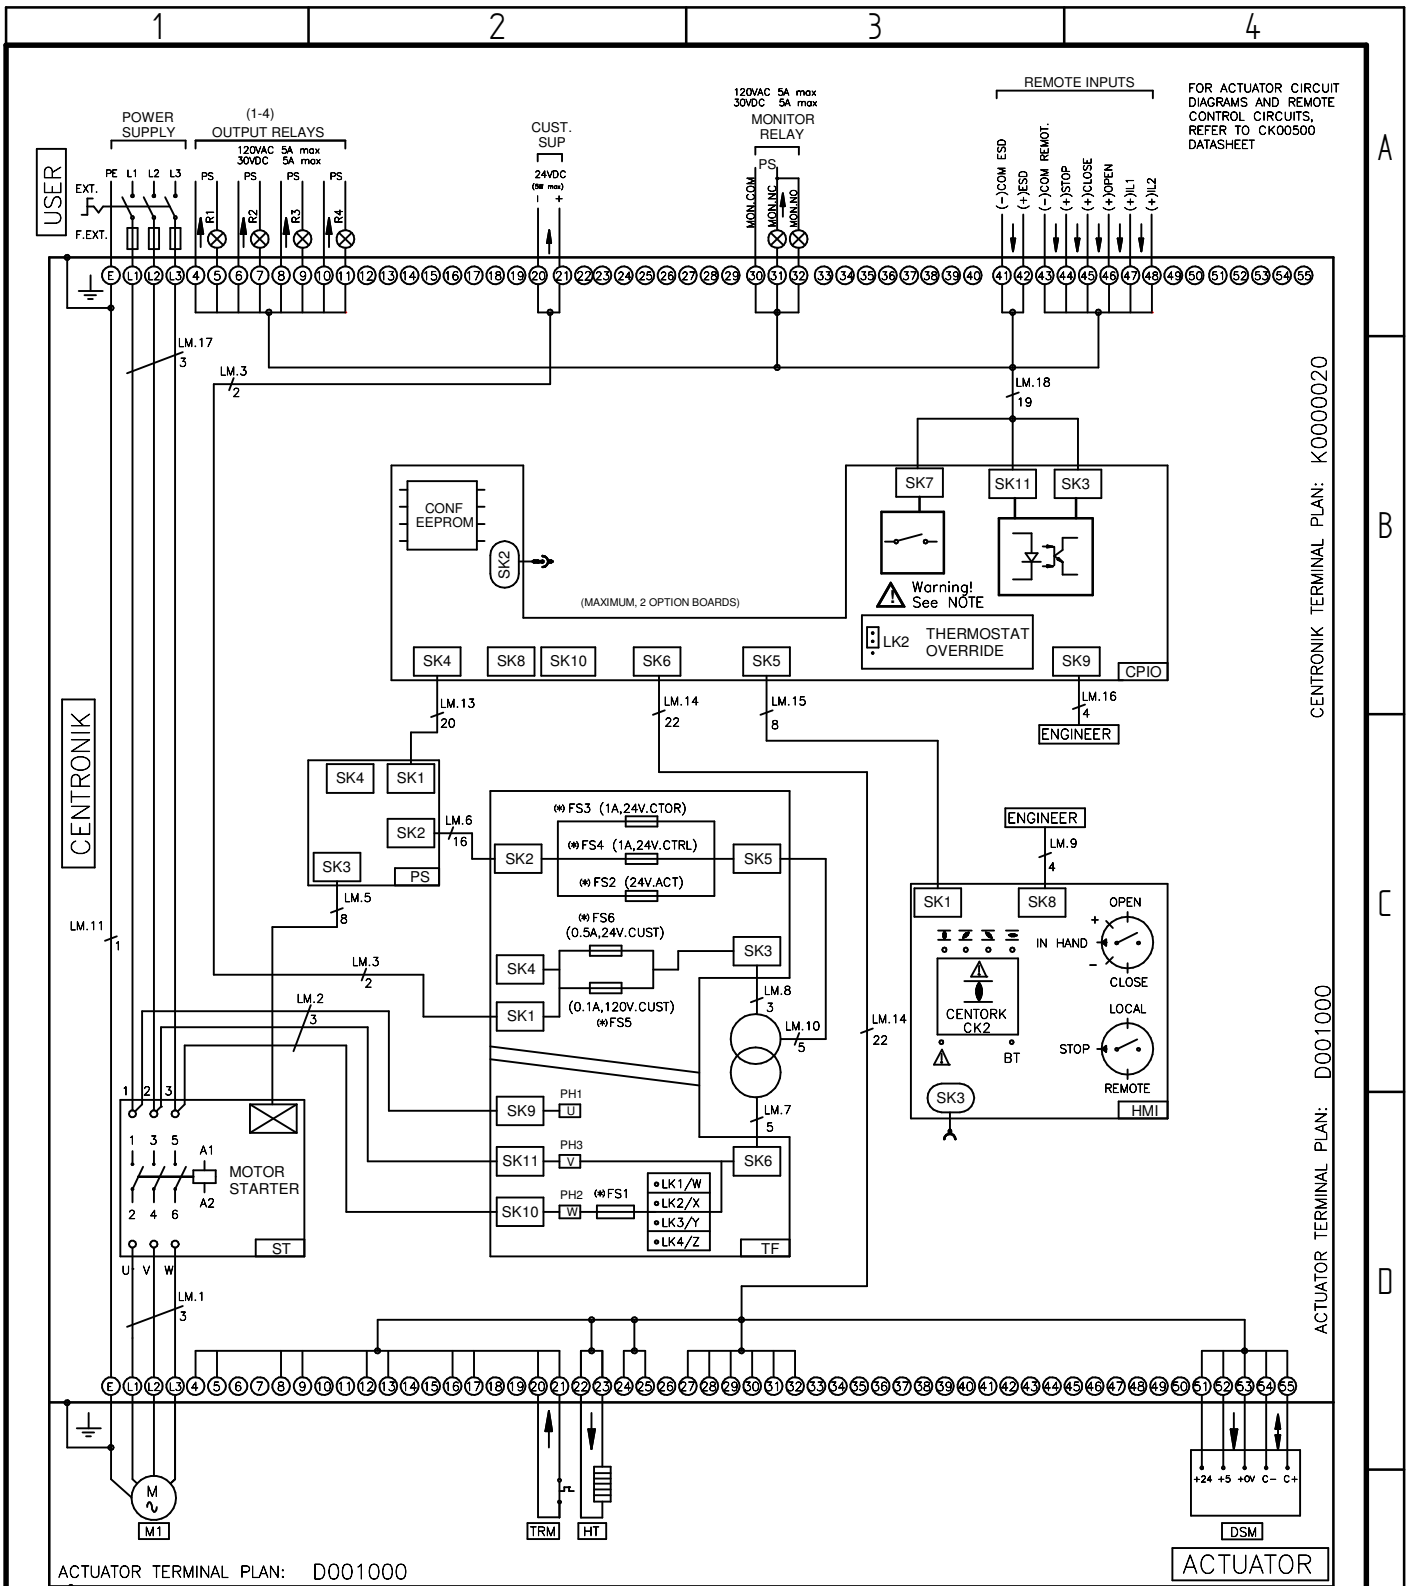 1 2 3 4
A
B
C
D
USER
POWER SUPPLY
(1-4)
OUTPUT RELAYS
120VAC 5A max
30VDC 5A max
PE L1 L2 L3
EXT.
F.EXT.
PS R1 PS R2 PS R3 PS R4
CUST. SUP
24VDC
(5W max)
- +
120VAC 5A max
30VDC 5A max
MONITOR RELAY
PS
MON.COM MON.NC MON.NO
REMOTE INPUTS
(-)COM ESD
(+)ESD
(-)COM REMOT.
(+)STOP
(+)CLOSE
(+)OPEN
(+)IL1
(+)IL2
FOR ACTUATOR CIRCUIT
DIAGRAMS AND REMOTE
CONTROL CIRCUITS,
REFER TO CK00500
DATASHEET
E L1 L2 L3 4 5 6 7 8 9 10 11 12 13 14 15 16 17 18 19 20 21 22 23 24 25 26 27 28 29 30 31 32 33 34 35 36 37 38 39 40 41 42 43 44 45 46 47 48 49 50 51 52 53 54 55
LM.17
3
LM.3
2
LM.18
19
CENTRONIK TERMINAL PLAN: K0000020
CONF
EEPROM
SK2
SK7
SK11
SK3
Warning!
See NOTE
(MAXIMUM, 2 OPTION BOARDS)
LK2
THERMOSTAT
OVERRIDE
SK4
SK8
SK10
SK6
SK5
SK9
CPIO
LM.13
20
LM.14
22
LM.15
8
LM.16
4
ENGINEER
CENTRONIK
SK4
SK1
SK2
SK3
PS
LM.6
16
LM.5
8
(*)FS3 (1A,24V.CTOR)
(*)FS4 (1A,24V.CTRL)
(*)FS2 (24V.ACT)
SK2
SK5
(*)FS6
(0.5A,24V.CUST)
SK4
SK3
SK1
(0.1A,120V.CUST)
(*)FS5
LM.8
3
LM.10
5
LM.7
5
LM.11
1
LM.3
2
LM.2
3
LM.14
22
ENGINEER
LM.9
4
SK1
SK8
OPEN
+
IN HAND
-
CLOSE
CENTORK
CK2
BT
LOCAL
STOP
REMOTE
SK3
HMI
ACTUATOR TERMINAL PLAN: D001000
1 2 3
1 3 5
A1
A2
2 4 6
MOTOR
STARTER
ST
U V W
SK9
PH1
U
SK11
PH3
V
SK6
SK10
PH2
W
(*)FS1
LK1/W
LK2/X
LK3/Y
LK4/Z
TF
LM.1
3
E L1 L2 L3 4 5 6 7 8 9 10 11 12 13 14 15 16 17 18 19 20 21 22 23 24 25 26 27 28 29 30 31 32 33 34 35 36 37 38 39 40 41 42 43 44 45 46 47 48 49 50 51 52 53 54 55
M
M1
TRM
HT
+24 +5 +0V C- C+
DSM
ACTUATOR TERMINAL PLAN: D001000
ACTUATOR